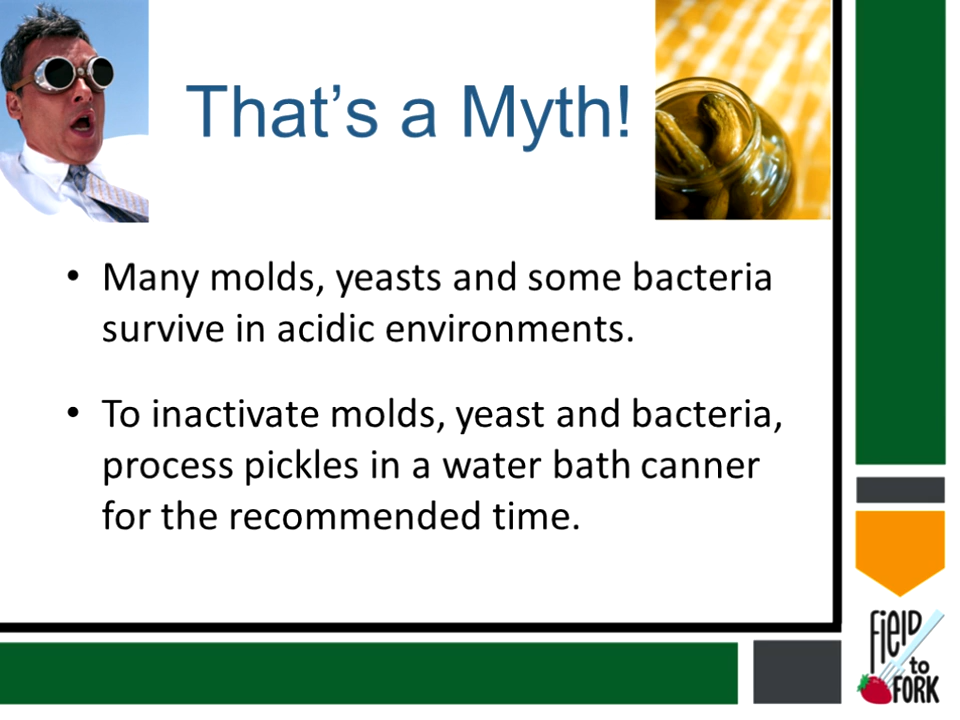 That's a Myth!
• Many molds, yeasts and some bacteria
survive in acidic environments.
• To inactivate molds, yeast and bacteria,
process pickles in a water bath canner
for the recommended time.
FIELD
to
FORK